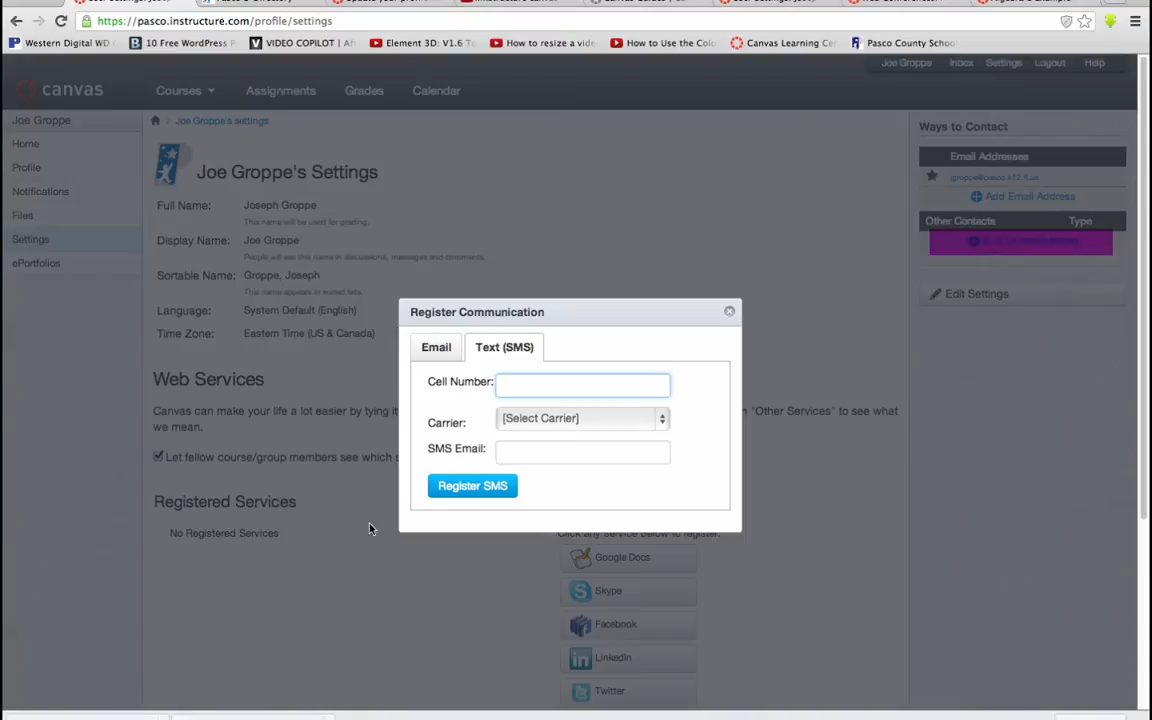 https://pasco.instructure.com/profile/settings
Western Digital WD
10 Free WordPress F
VIDEO COPILOT | Af
Element 3D: V1.6 T
How to resize a vide
How to Use the Colo
Canvas Learning Ce
Pasco County Schoo
Joe Groppe Inbox Settings Logout Help
canvas
Courses
Assignments
Grades
Calendar
Joe Groppe
Home
Profile
Notifications
Files
Settings
ePortfolios
/ Joe Groppe's settings
Joe Groppe's Settings
Full Name: Joseph Groppe
This name will be used for grading.
Display Name: Joe Groppe
People will see this name in discussions, messages and comments.
Sortable Name: Groppe, Joseph
This name appears in sorted lists.
Language: System Default (English)
Time Zone: Eastern Time (US & Canada)
Web Services
Canvas can make your life a lot easier by tying it
"Other Services" to see what
we mean.
Let fellow course/group members see which
Registered Services
No Registered Services
Click any service below to register:
Google Docs
Skype
Facebook
LinkedIn
Twitter
Register Communication
Email
Text (SMS)
Cell Number:
Carrier: [Select Carrier]
SMS Email:
Register SMS
Ways to Contact
Email Addresses
jgroppe@pasco.k12.fl.us
Add Email Address
Other Contacts Type
Edit Settings